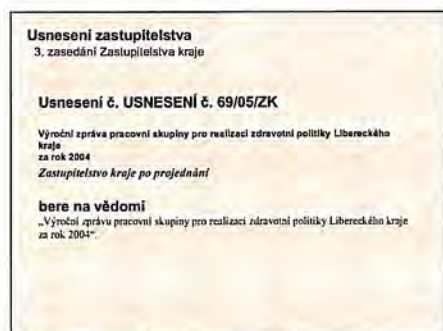 Usnesení zastupitelstva
3. zasedání Zastupitelstva kraje
Usnesení č. USNESENÍ č. 69/05/ZK
Výroční zpráva pracovní skupiny pro realizaci zdravotní politiky Libereckého
kraje
za rok 2004
Zastupitelstvo kraje po projednání
bere na vědomí
„Výroční zprávu pracovní skupiny pro realizaci zdravotní politiky Libereckého kraje
za rok 2004“.